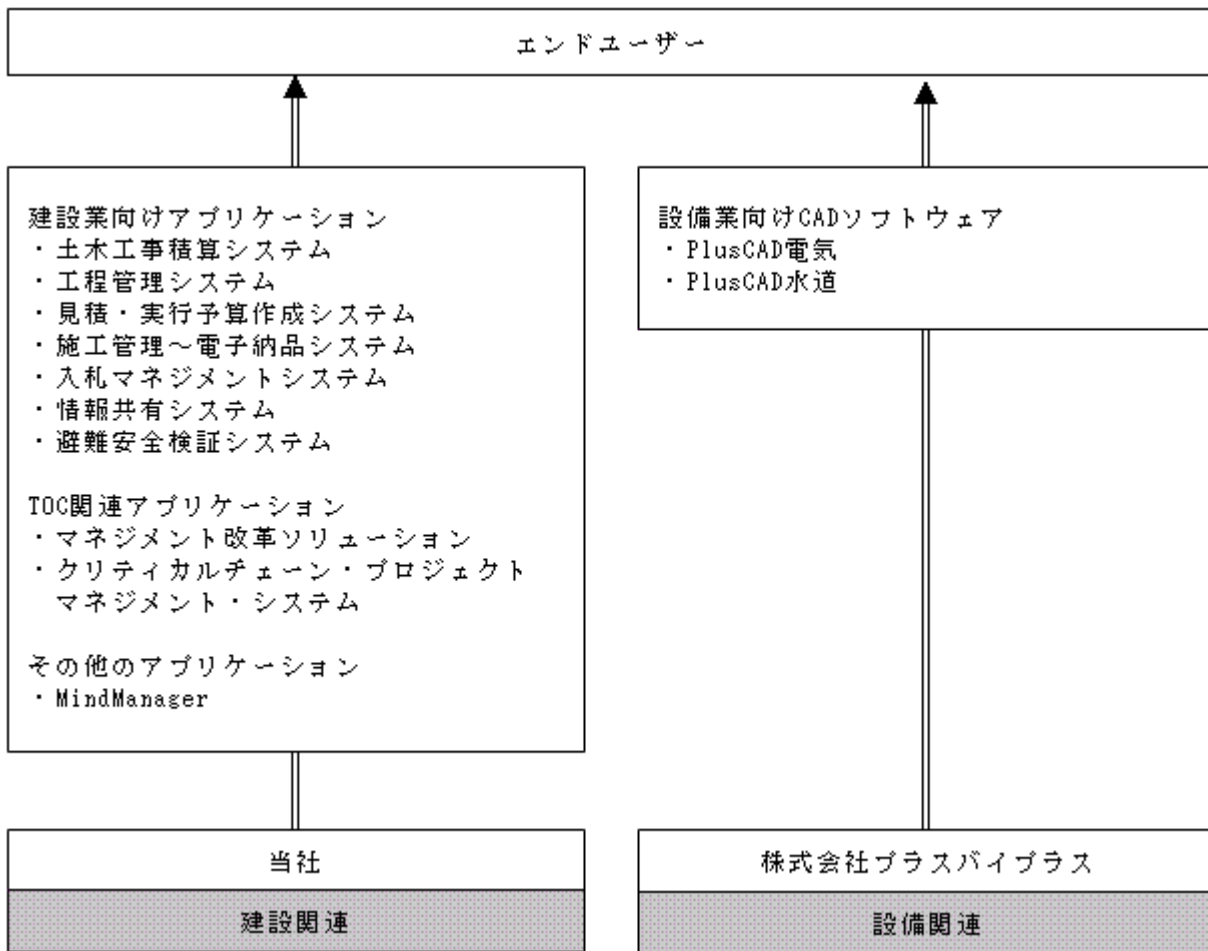 エンドユーザー
建設業向けアプリケーション
・土木工事積算システム
・工程管理システム
・見積・実行予算作成システム
・施工管理～電子納品システム
・入札マネジメントシステム
・情報共有システム
・避難安全検証システム
TOC関連アプリケーション
・マネジメント改革ソリューション
・クリティカルチェーン・プロジェクト
マネジメント・システム
その他のアプリケーション
・MindManager
設備業向けCADソフトウェア
・PlusCAD電気
・PlusCAD水道
当社
建設関連
株式会社プラスバイプラス
設備関連